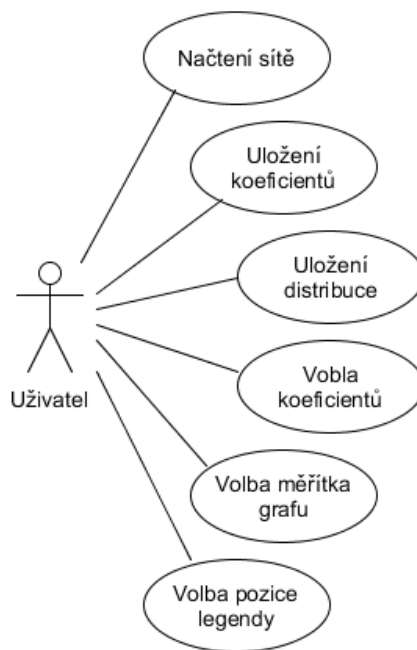 Načtení sítě
Uložení
koeficientů
Uložení
distribuce
Vobla
koeficientů
Volba měřítka
grafu
Volba pozice
legendy
Uživatel